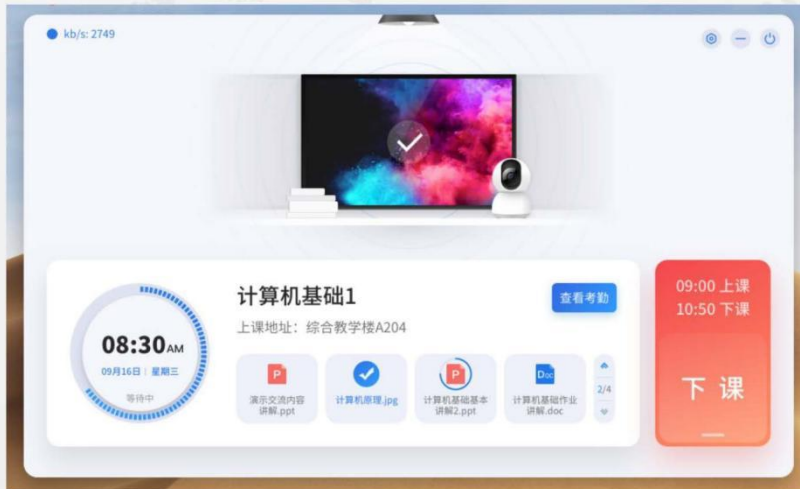 kb/s: 2749
计算机基础1
查看考勤
上课地址：综合教学楼A204
08:30AM
09月16日 | 星期三
等待中
P
演示交流内容
讲解.ppt
计算机原理.jpg
P
计算机基础基本
讲解2.ppt
Doc
计算机基础作业
讲解.doc
2/4
09:00 上课
10:50 下课
下 课